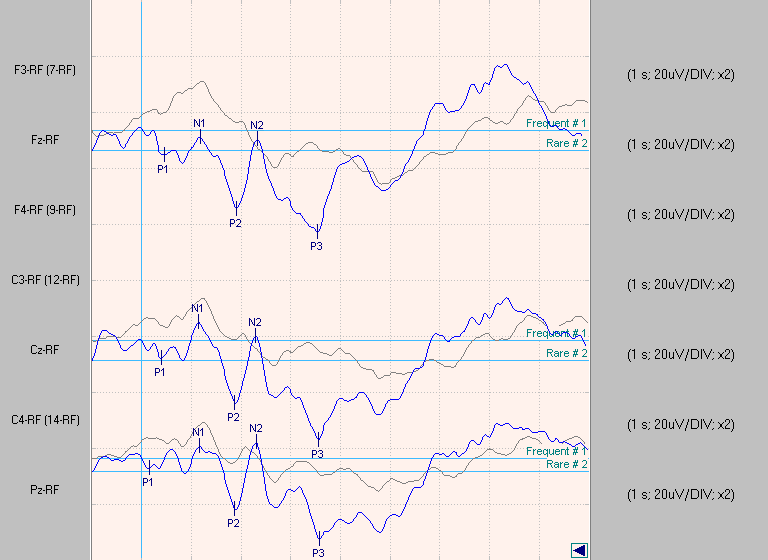 F3-RF (7-RF)
(1 s; 20uV/DIV; x2)
N1
N2
Frequent # 1
Fz-RF
Rare # 2
(1 s; 20uV/DIV; x2)
P1
F4-RF (9-RF)
(1 s; 20uV/DIV; x2)
P2
P3
C3-RF (12-RF)
(1 s; 20uV/DIV; x2)
N1
N2
Frequent # 1
Cz-RF
Rare # 2
(1 s; 20uV/DIV; x2)
P1
P2
C4-RF (14-RF)
(1 s; 20uV/DIV; x2)
N1
N2
P3
Frequent # 1
Rare # 2
P1
Pz-RF
(1 s; 20uV/DIV; x2)
P2
P3